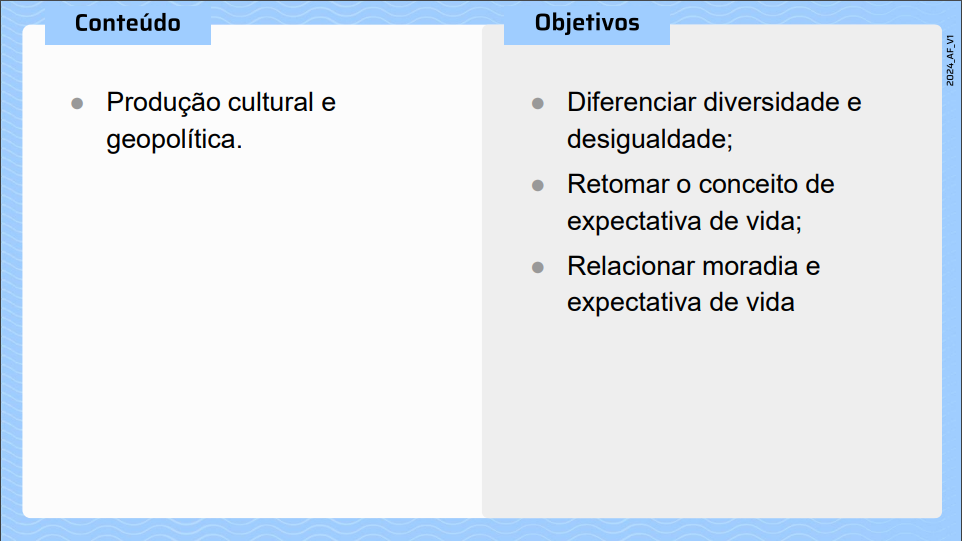 Conteúdo
● Produção cultural e
geopolítica.
Objetivos
● Diferenciar diversidade e
desigualdade;
● Retomar o conceito de
expectativa de vida;
● Relacionar moradia e
expectativa de vida
2024_AF_V1